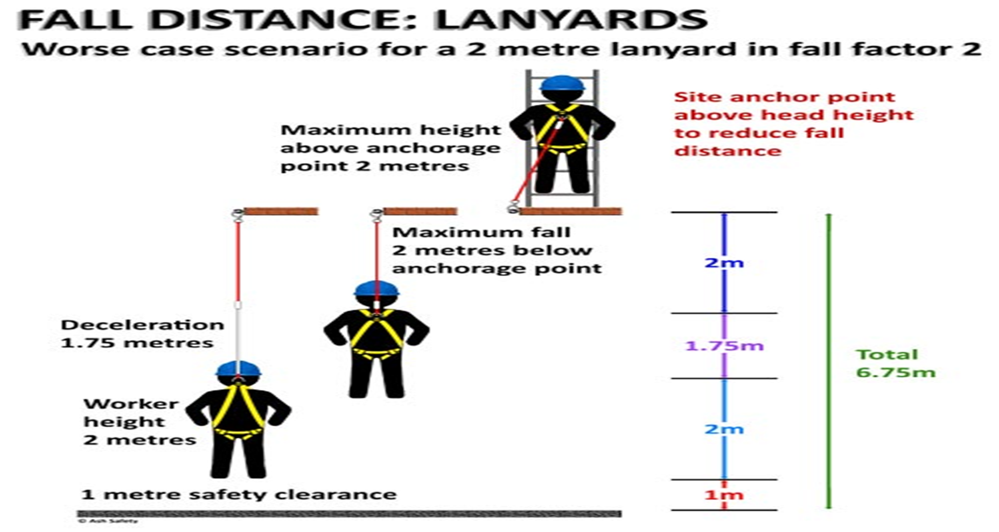 FALL DISTANCE: LANYARDS
Worse case scenario for a 2 metre lanyard in fall factor 2
Site anchor point
above head height
to reduce fall
distance
Maximum height
above anchorage
point 2 metres
Maximum fall
2 metres below
anchorage point
2m
Deceleration
1.75 metres
1.75m
Total
6.75m
Worker
height
2 metres
2m
1 metre safety clearance
1m
© Ash Safety